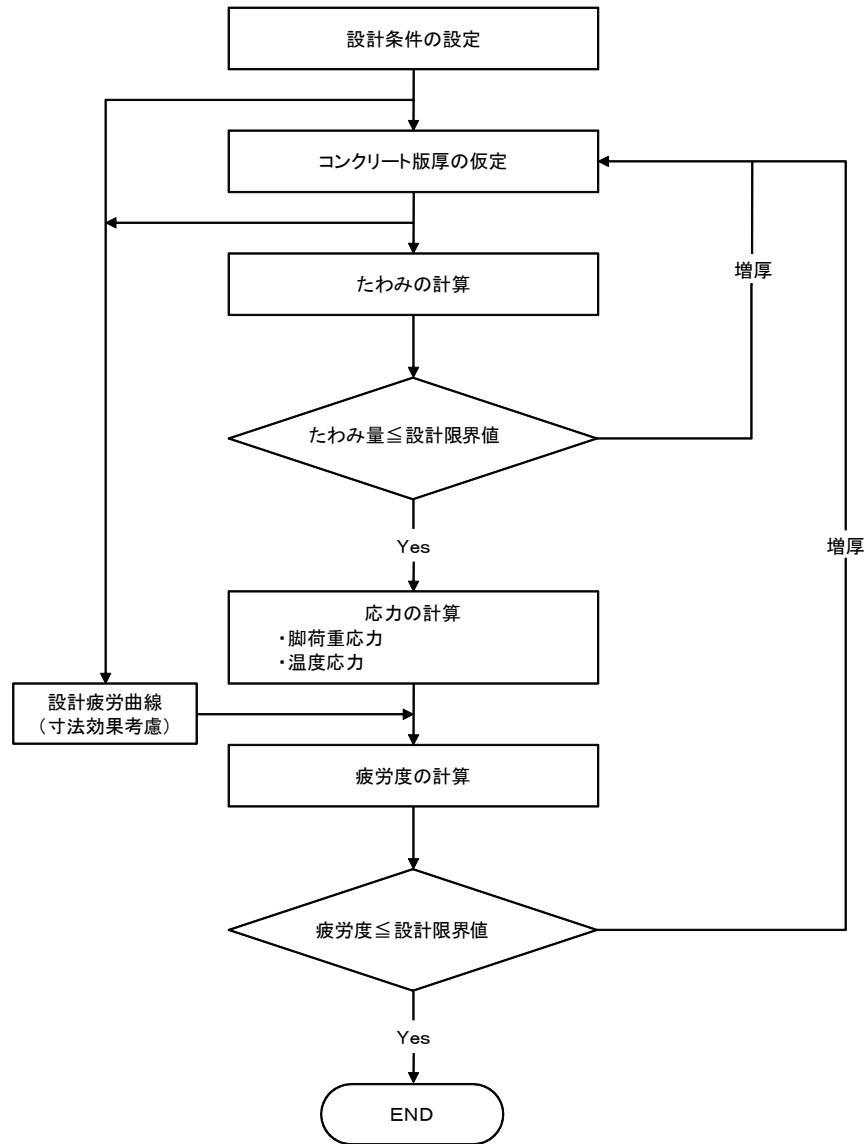 設計条件の設定
コンクリート版厚の仮定
たわみの計算
増厚
たわみ量≦設計限界値
Yes
増厚
応力の計算
・脚荷重応力
・温度応力
設計疲労曲線
（寸法効果考慮）
疲労度の計算
疲労度≦設計限界値
Yes
END